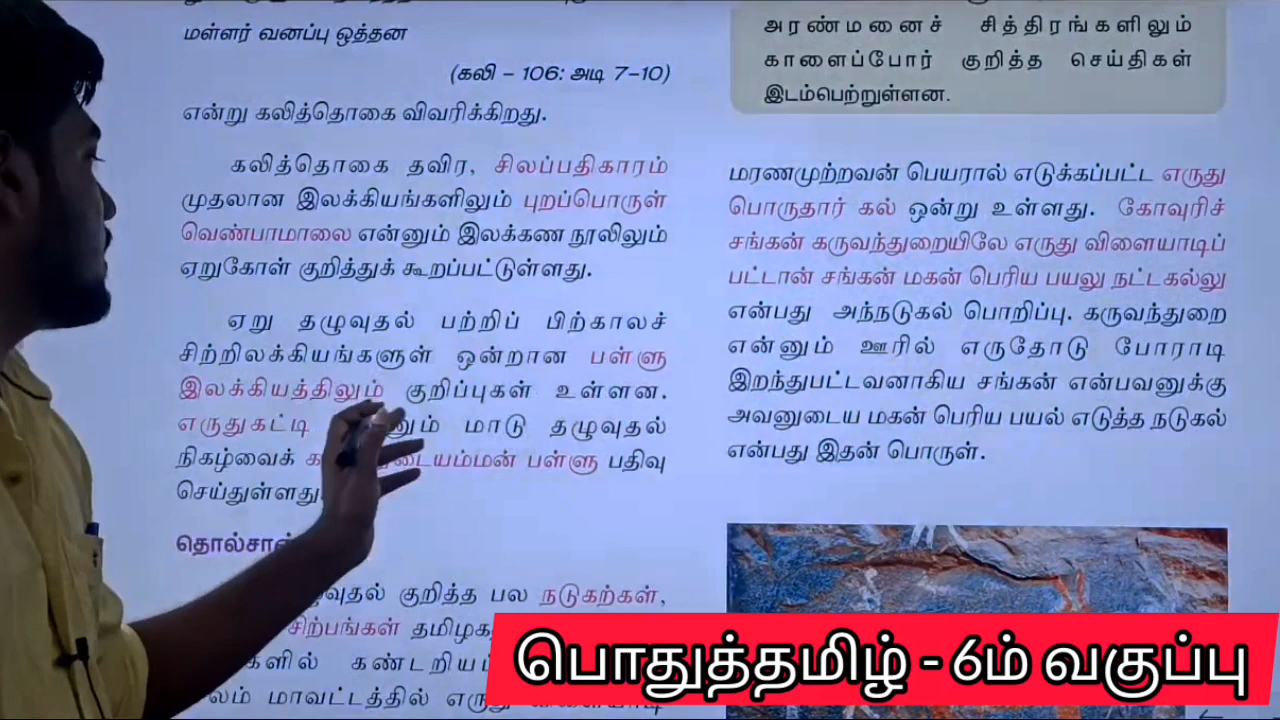 மள்ளர் வனப்பு ஒத்தன
(கலி – 106: அடி 7–10)
என்று கலித்தொகை விவரிக்கிறது.
கலித்தொகை தவிர, சிலப்பதிகாரம்
முதலான இலக்கியங்களிலும் புறப்பொருள்
வெண்பாமாலை என்னும் இலக்கண நூலிலும்
ஏறுகோள் குறித்துக் கூறப்பட்டுள்ளது.
ஏறு தழுவுதல் பற்றிப் பிற்காலச்
சிற்றிலக்கியங்களுள் ஒன்றான பள்ளு
இலக்கியத்திலும் குறிப்புகள் உள்ளன.
எருதுகட்டி மாடு தழுவுதல்
நிகழ்வைக் பள்ளு பதிவு
செய்துள்ளது.
குறித்த பல நடுகற்கள்,
சிற்பங்கள்
கண்டறிய
மாவட்டத்தில்
அரண்மனைச் சித்திரங்களிலும்
காளைப்போர் குறித்த செய்திகள்
இடம்பெற்றுள்ளன.
மரணமுற்றவன் பெயரால் எடுக்கப்பட்ட எருது
பொருதார் கல் ஒன்று உள்ளது. கோவுரிச்
சங்கன் கருவந்துறையிலே எருது விளையாடிப்
பட்டான் சங்கன் மகன் பெரிய பயலு நட்டகல்லு
என்பது அந்நடுகல் பொறிப்பு. கருவந்துறை
என்னும் ஊரில் எருதோடு போராடி
இறந்துபட்டவனாகிய சங்கன் என்பவனுக்கு
அவனுடைய மகன் பெரிய பயல் எடுத்த நடுகல்
என்பது இதன் பொருள்.
பொதுத்தமிழ் - 6ம் வகுப்பு